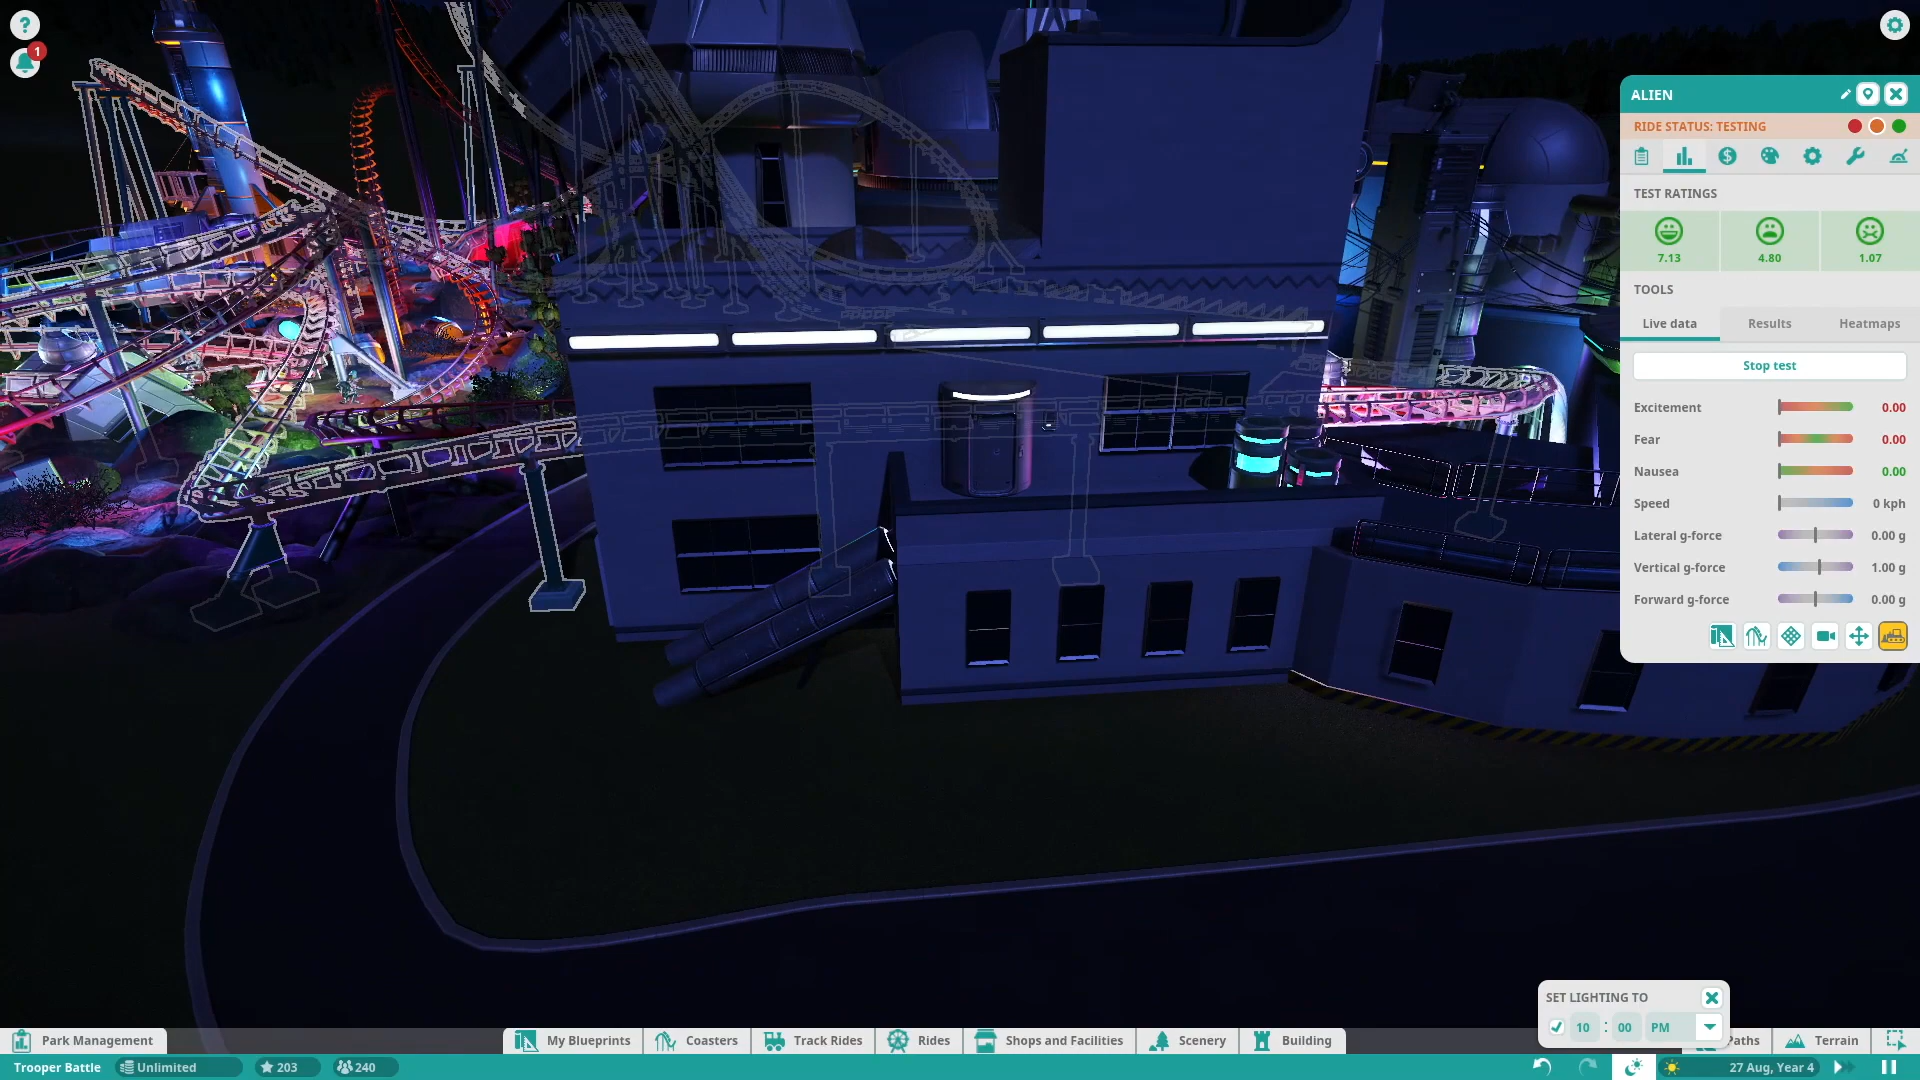 ?
1
ALIEN
RIDE STATUS: TESTING
TEST RATINGS
7.13 4.80 1.07
TOOLS
Live data Results Heatmaps
Stop test
Excitement 0.00
Fear 0.00
Nausea 0.00
Speed 0 kph
Lateral g-force 0.00 g
Vertical g-force 1.00 g
Forward g-force 0.00 g
SET LIGHTING TO
10 : 00 PM
Park Management My Blueprints Coasters Track Rides Rides Shops and Facilities Scenery Building Paths Terrain
Trooper Battle Unlimited 203 240 27 Aug, Year 4